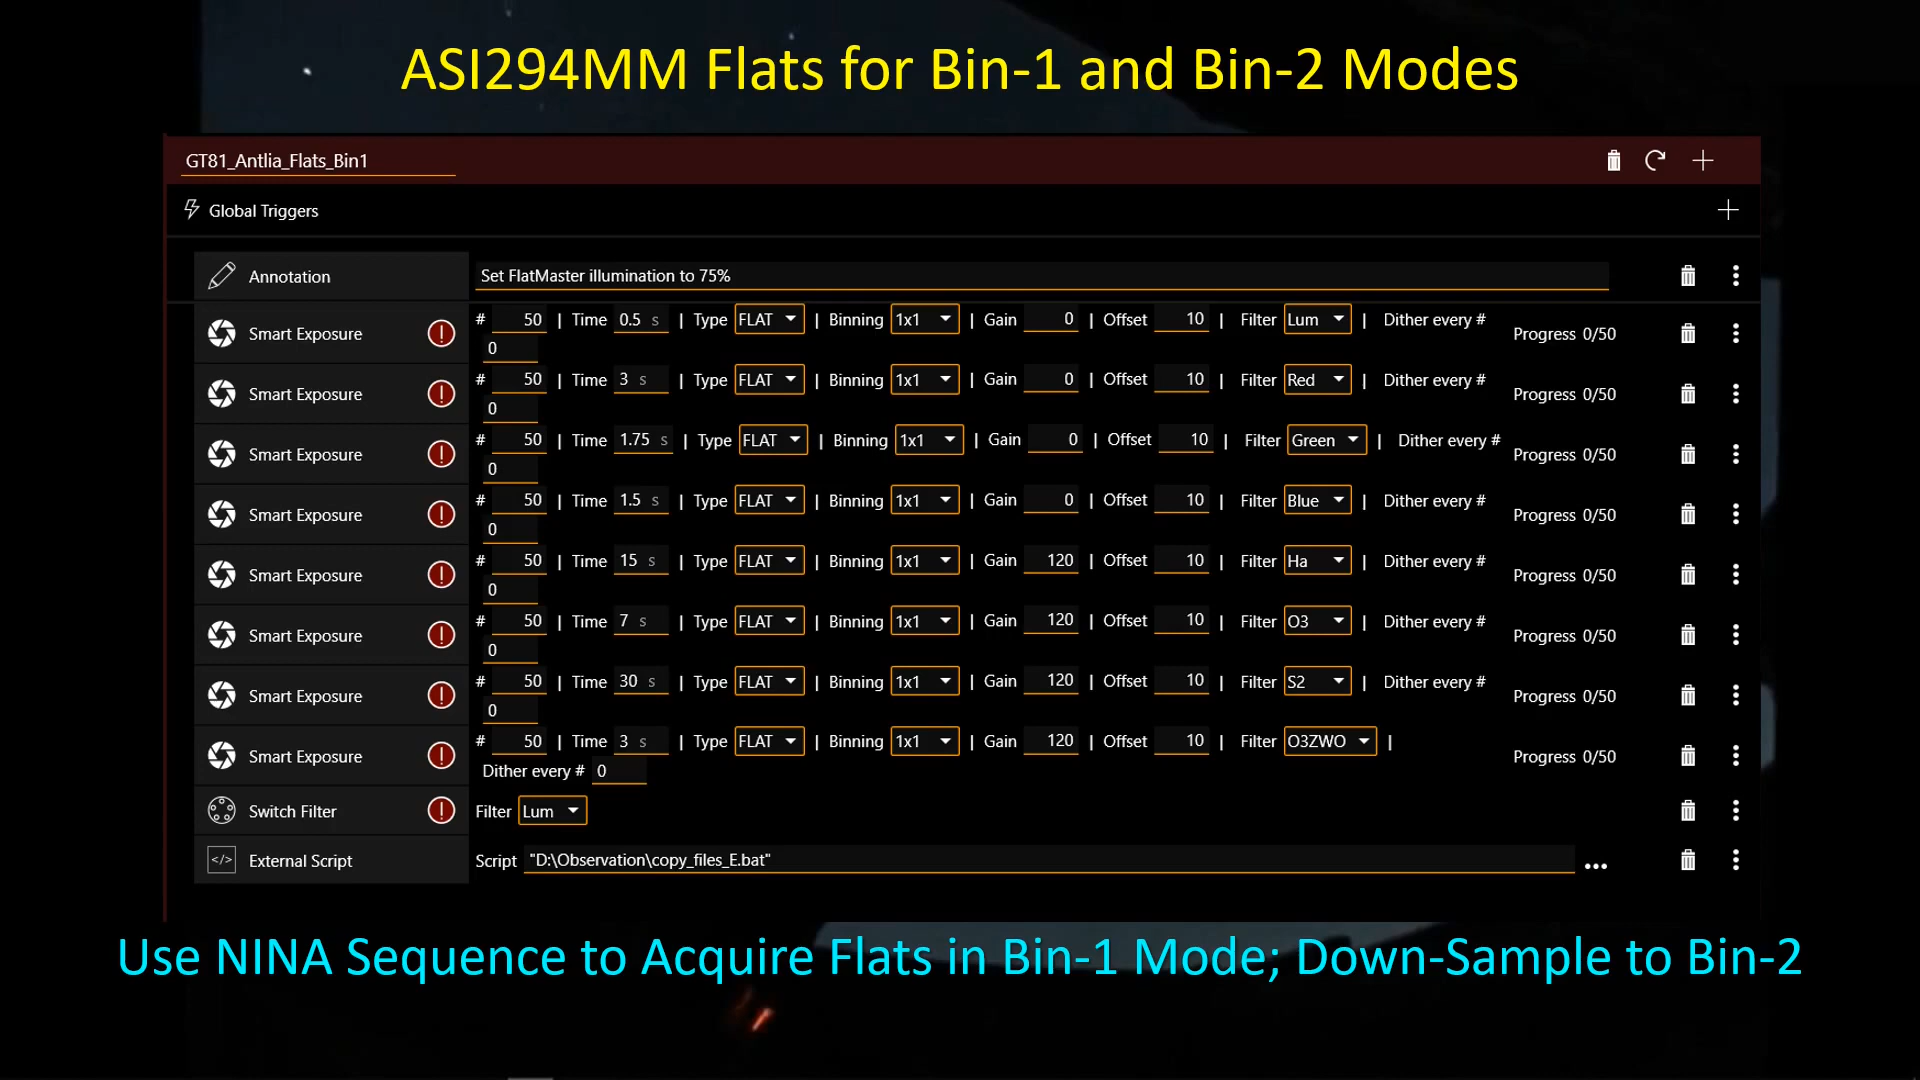 ASI294MM Flats for Bin-1 and Bin-2 Modes
GT81_Antlia_Flats_Bin1
Global Triggers
Annotation Set FlatMaster illumination to 75%
Smart Exposure # 50 | Time 0.5 s | Type FLAT | Binning 1x1 | Gain 0 | Offset 10 | Filter Lum | Dither every # Progress 0/50
0
Smart Exposure # 50 | Time 3 s | Type FLAT | Binning 1x1 | Gain 0 | Offset 10 | Filter Red | Dither every # Progress 0/50
0
Smart Exposure # 50 | Time 1.75 s | Type FLAT | Binning 1x1 | Gain 0 | Offset 10 | Filter Green | Dither every # Progress 0/50
0
Smart Exposure # 50 | Time 1.5 s | Type FLAT | Binning 1x1 | Gain 0 | Offset 10 | Filter Blue | Dither every # Progress 0/50
0
Smart Exposure # 50 | Time 15 s | Type FLAT | Binning 1x1 | Gain 120 | Offset 10 | Filter Ha | Dither every # Progress 0/50
0
Smart Exposure # 50 | Time 7 s | Type FLAT | Binning 1x1 | Gain 120 | Offset 10 | Filter O3 | Dither every # Progress 0/50
0
Smart Exposure # 50 | Time 30 s | Type FLAT | Binning 1x1 | Gain 120 | Offset 10 | Filter S2 | Dither every # Progress 0/50
0
Smart Exposure # 50 | Time 3 s | Type FLAT | Binning 1x1 | Gain 120 | Offset 10 | Filter O3ZWO | Progress 0/50
Dither every # 0
Switch Filter Filter Lum
External Script Script "D:\Observation\copy_files_E.bat" ...
Use NINA Sequence to Acquire Flats in Bin-1 Mode; Down-Sample to Bin-2